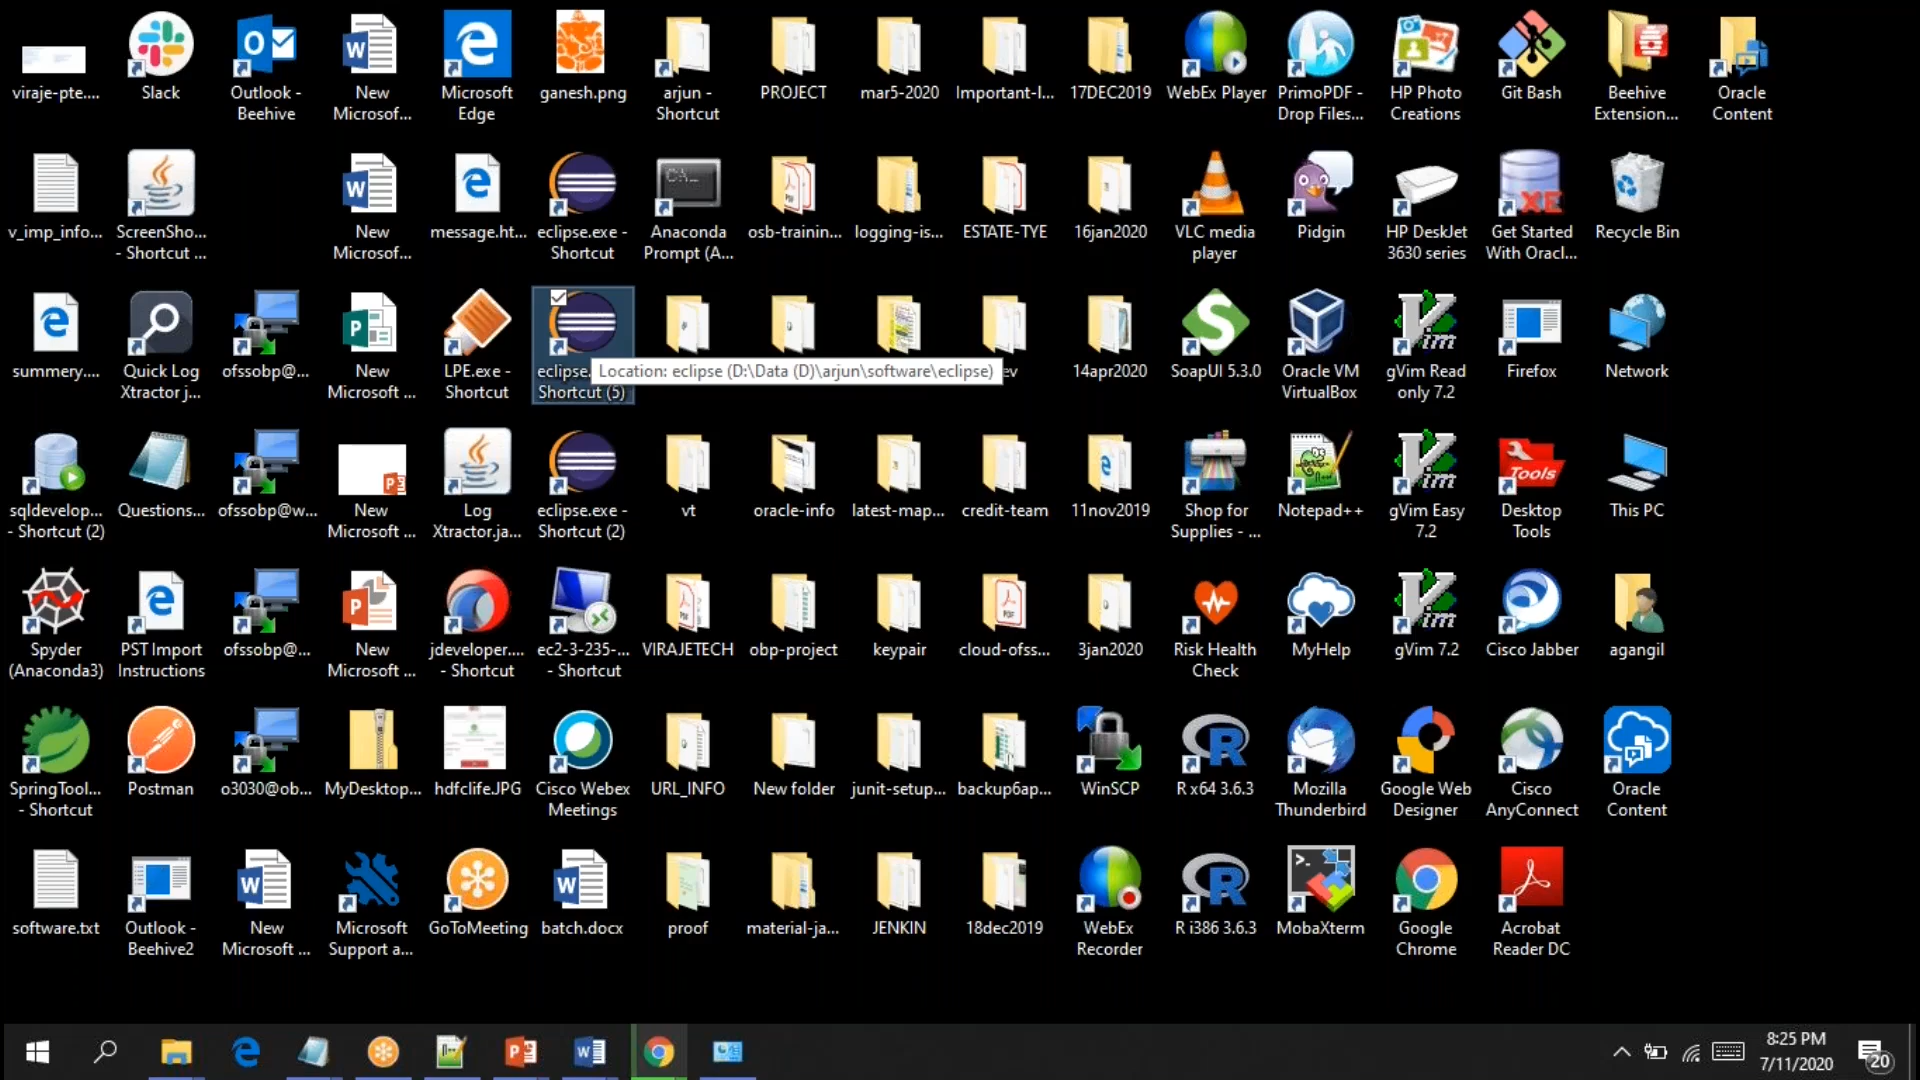 viraje-pte....
Slack
Outlook -
Beehive
New
Microsof...
Microsoft
Edge
ganesh.png
arjun -
Shortcut
PROJECT
mar5-2020
Important-I...
17DEC2019
WebEx Player
PrimoPDF -
Drop Files...
HP Photo
Creations
Git Bash
Beehive
Extension...
Oracle
Content
v_imp_info...
ScreenSho...
- Shortcut ...
New
Microsof...
message.ht...
eclipse.exe -
Shortcut
Anaconda
Prompt (A...
osb-trainin...
logging-is...
ESTATE-TYE
16jan2020
VLC media
player
Pidgin
HP DeskJet
3630 series
Get Started
With Oracl...
Recycle Bin
summery....
Quick Log
Xtractor j...
ofssobp@...
New
Microsoft ...
LPE.exe -
Shortcut
eclipse.
Shortcut (5)
Location: eclipse (D:\Data (D)\arjun\software\eclipse)
ev
14apr2020
SoapUI 5.3.0
Oracle VM
VirtualBox
gVim Read
only 7.2
Firefox
Network
sqldevelop...
- Shortcut (2)
Questions...
ofssobp@w...
New
Microsoft ...
Log
Xtractor.ja...
eclipse.exe -
Shortcut (2)
vt
oracle-info
latest-map...
credit-team
11nov2019
Shop for
Supplies - ...
Notepad++
gVim Easy
7.2
Tools
Desktop
Tools
This PC
Spyder
(Anaconda3)
PST Import
Instructions
ofssobp@...
New
Microsoft ...
jdeveloper....
- Shortcut
ec2-3-235-...
- Shortcut
VIRAJETECH
obp-project
keypair
cloud-ofss...
3jan2020
Risk Health
Check
MyHelp
gVim 7.2
Cisco Jabber
agangil
SpringTool...
- Shortcut
Postman
o3030@ob...
MyDesktop...
hdfclife.JPG
Cisco Webex
Meetings
URL_INFO
New folder
junit-setup...
backup6ap...
WinSCP
R x64 3.6.3
Mozilla
Thunderbird
Google Web
Designer
Cisco
AnyConnect
Oracle
Content
software.txt
Outlook -
Beehive2
New
Microsoft ...
Microsoft
Support a...
GoToMeeting
batch.docx
proof
material-ja...
JENKIN
18dec2019
WebEx
Recorder
R i386 3.6.3
MobaXterm
Google
Chrome
Acrobat
Reader DC
8:25 PM
7/11/2020
20